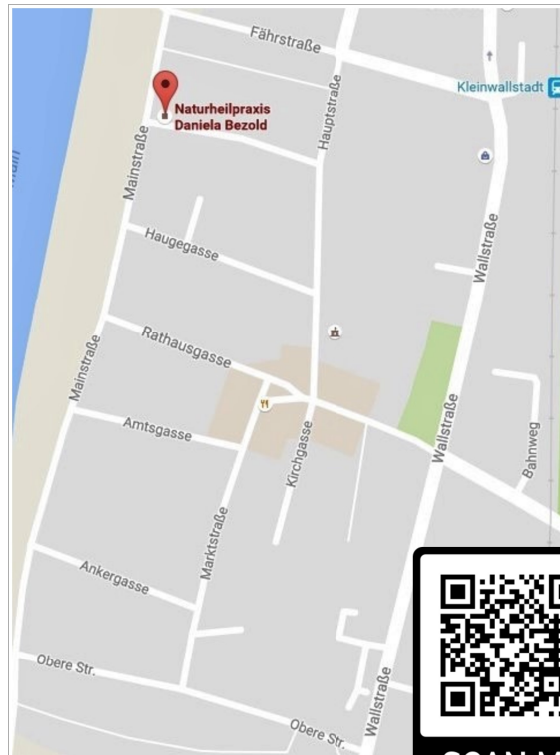 Fährstraße
Kleinwallstadt
Naturheilpraxis
Daniela Bezold
Hauptstraße
Mainstraße
Wallstraße
Haugegasse
Rathausgasse
Mainstraße
Amtsgasse
Kirchgasse
Wallstraße
Bahnweg
Marktstraße
Ankergasse
Obere Str.
Obere Str.
Wallstraße